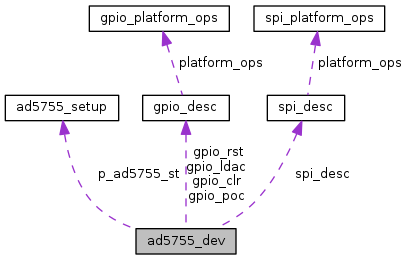 gpio_platform_ops
spi_platform_ops
platform_ops
platform_ops
ad5755_setup
gpio_desc
spi_desc
p_ad5755_st
gpio_rst
gpio_ldac
gpio_clr
gpio_poc
spi_desc
ad5755_dev